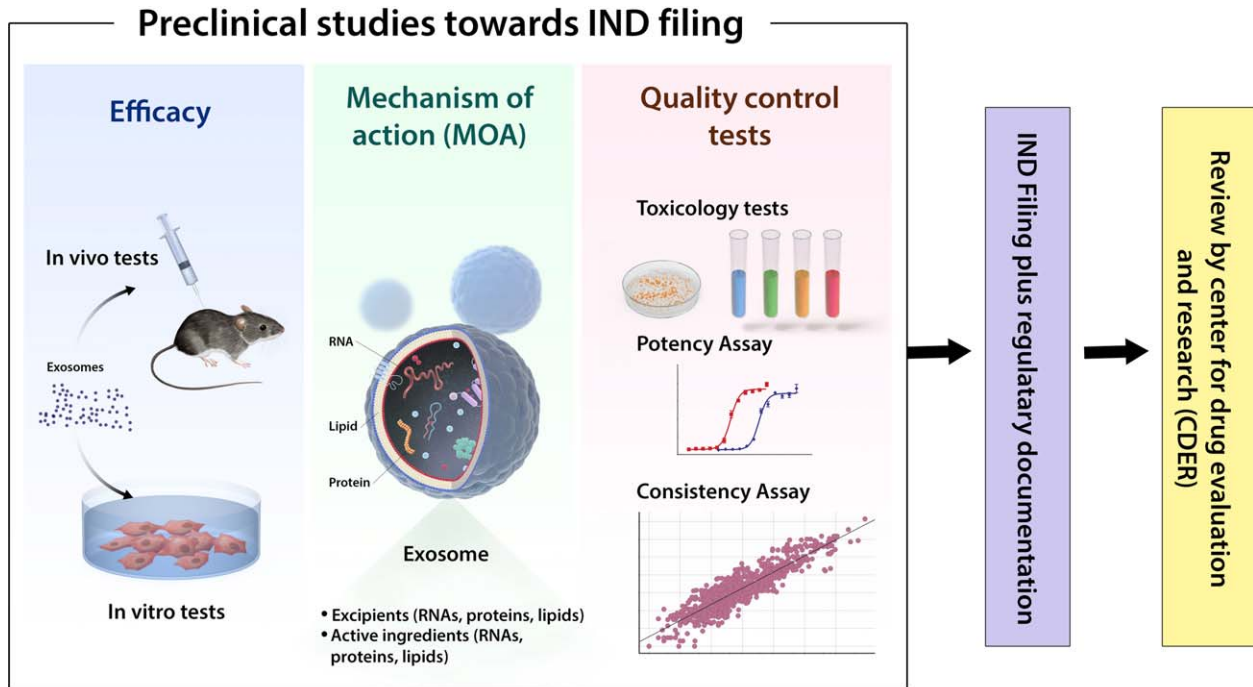 Preclinical studies towards IND filing
Efficacy
In vivo tests
Exosomes
In vitro tests
Mechanism of
action (MOA)
RNA
Lipid
Protein
Exosome
• Excipients (RNAs, proteins, lipids)
• Active ingredients (RNAs,
proteins, lipids)
Quality control
tests
Toxicology tests
Potency Assay
Consistency Assay
IND Filing plus regulatary documentation
Review by center for drug evaluation
and research (CDER)